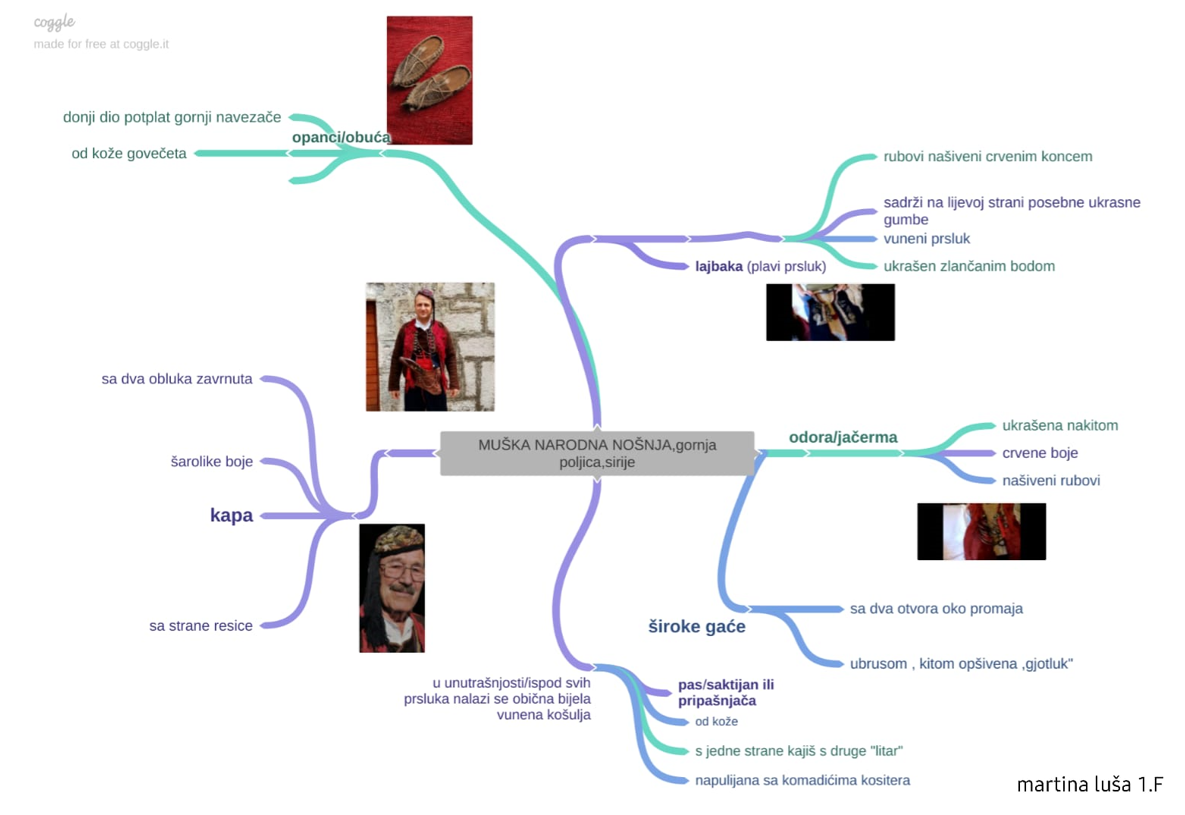 coggle
made for free at coggle.it
donji dio potplat gornji navezače
opanci/obuća
od kože govečeta
rubovi našiveni crvenim koncem
sadrži na lijevoj strani posebne ukrasne
gumbe
vuneni prsluk
lajbaka (plavi prsluk)
ukrašen zlančanim bodom
sa dva obluka zavrnuta
šarolike boje
kapa
sa strane resice
MUŠKA NARODNA NOŠNJA,gornja
poljica,sirije
odora/jačerma
ukrašena nakitom
crvene boje
našiveni rubovi
široke gaće
sa dva otvora oko promaja
ubrusom , kitom opšivena ,gjotluk"
u unutrašnjosti/ispod svih
prsluka nalazi se obična bijela
vunena košulja
pas/saktijan ili
pripašnjača
od kože
s jedne strane kajiš s druge "litar"
napulijana sa komadićima kositera
martina luša 1.F